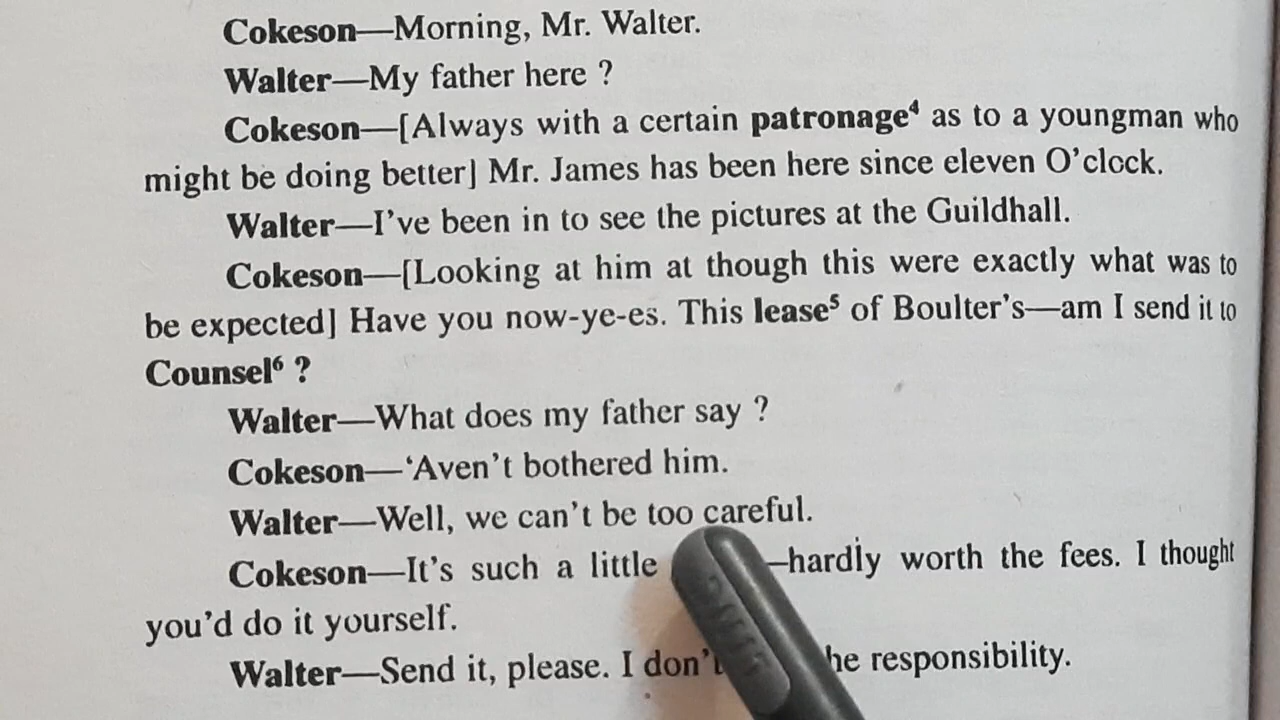 Cokeson—Morning, Mr. Walter.
Walter—My father here ?
Cokeson—[Always with a certain patronage⁴ as to a youngman who
might be doing better] Mr. James has been here since eleven O'clock.
Walter—I've been in to see the pictures at the Guildhall.
Cokeson—[Looking at him at though this were exactly what was to
be expected] Have you now-ye-es. This lease⁵ of Boulter's—am I send it to
Counsel⁶ ?
Walter—What does my father say ?
Cokeson—‘Aven't bothered him.
Walter—Well, we can't be too careful.
Cokeson—It's such a little —hardly worth the fees. I thought
you'd do it yourself.
Walter—Send it, please. I don't responsibility.